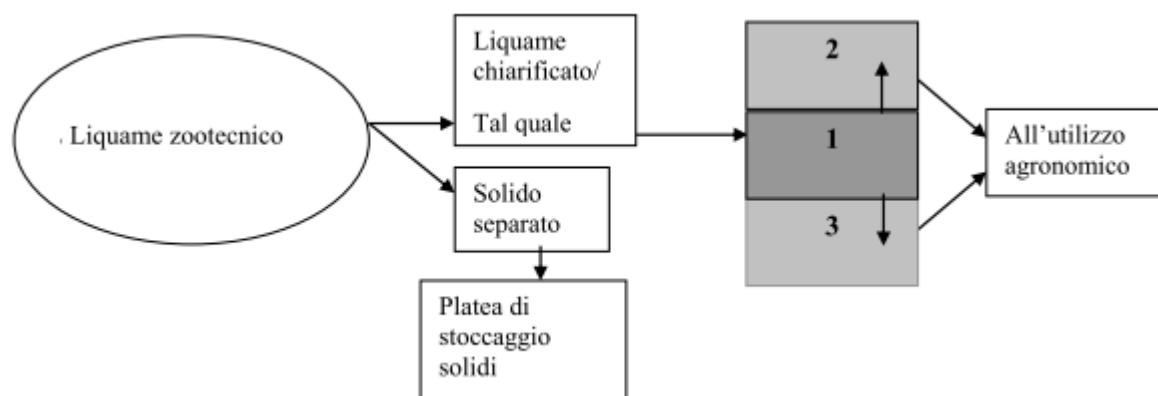 Liquame zootecnico
Liquame
chiarificato/
Tal quale
Solido
separato
Platea di
stoccaggio
solidi
2
1
3
All’utilizzo
agronomico